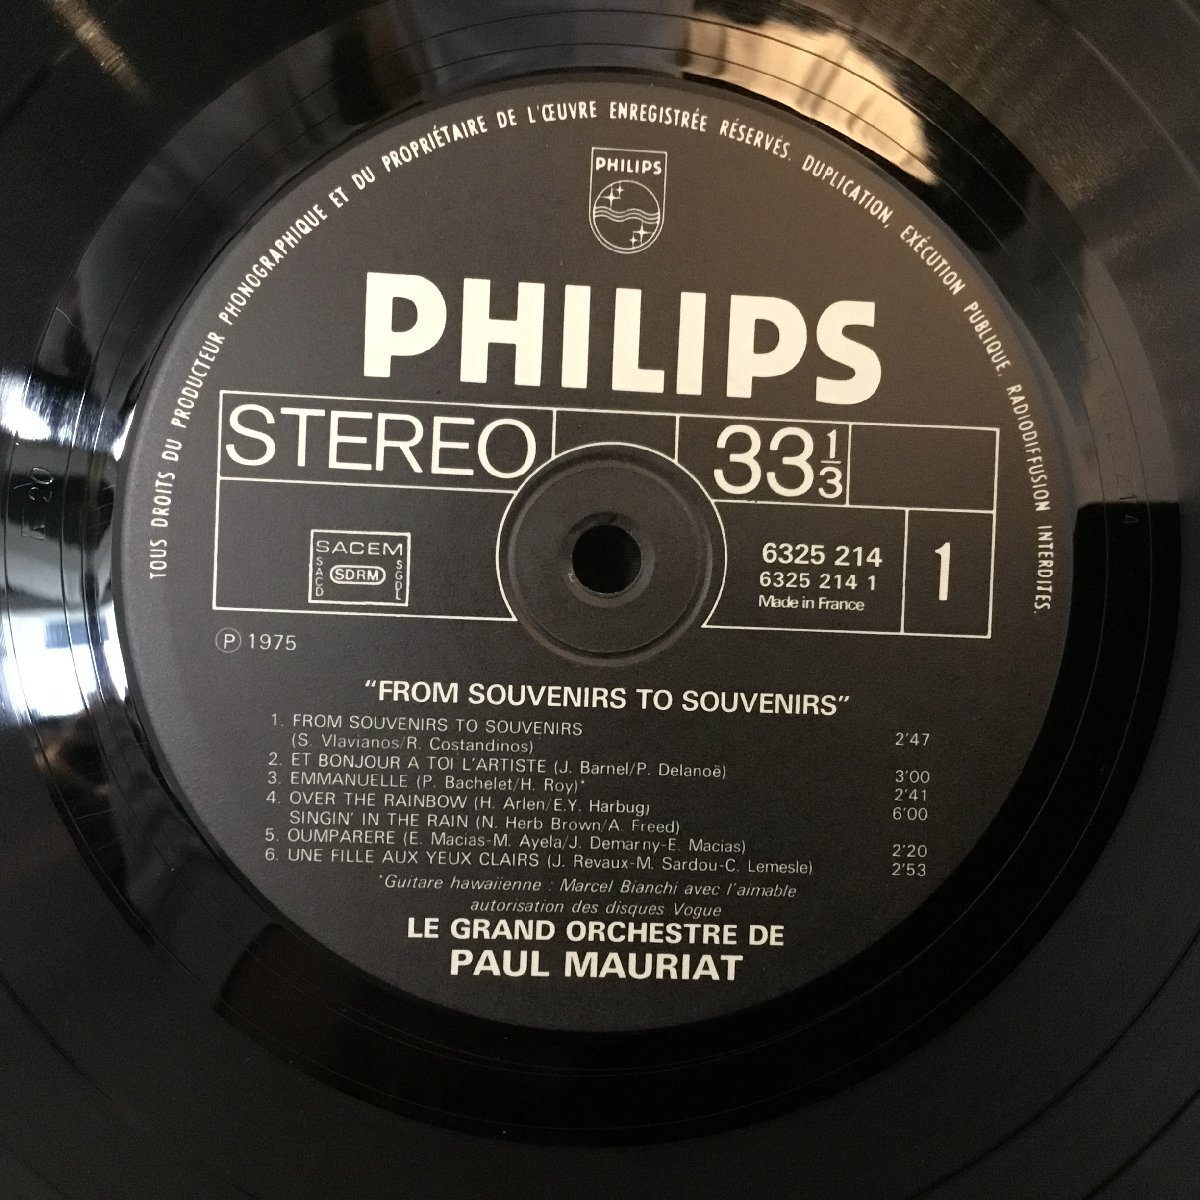 TOUS DROITS DU PRODUCTEUR PHONOGRAPHIQUE ET DU PROPRIÉTAIRE DE L'ŒUVRE ENREGISTRÉE RÉSERVÉS. DUPLICATION, EXÉCUTION PUBLIQUE, RADIODIFFUSION INTERDITES.
PHILIPS
PHILIPS
STEREO
33 1/3
SACEM
SACD
SDRM
SGDL
6325 214
6325 214 1
Made in France
1
Ⓟ 1975
"FROM SOUVENIRS TO SOUVENIRS"
1. FROM SOUVENIRS TO SOUVENIRS
(S. Vlavianos/R. Costandinos) 2'47
2. ET BONJOUR A TOI L'ARTISTE (J. Barnel/P. Delanoë) 3'00
3. EMMANUELLE (P. Bachelet/H. Roy)* 2'41
4. OVER THE RAINBOW (H. Arlen/E.Y. Harbug) 6'00
SINGIN' IN THE RAIN (N. Herb Brown/A. Freed)
5. OUMPARERE (E. Macias-M. Ayela/J. Demarny-E. Macias) 2'20
6. UNE FILLE AUX YEUX CLAIRS (J. Revaux-M. Sardou-C. Lemesle) 2'53
*Guitare hawaiienne : Marcel Bianchi avec l'aimable
autorisation des disques Vogue
LE GRAND ORCHESTRE DE
PAUL MAURIAT